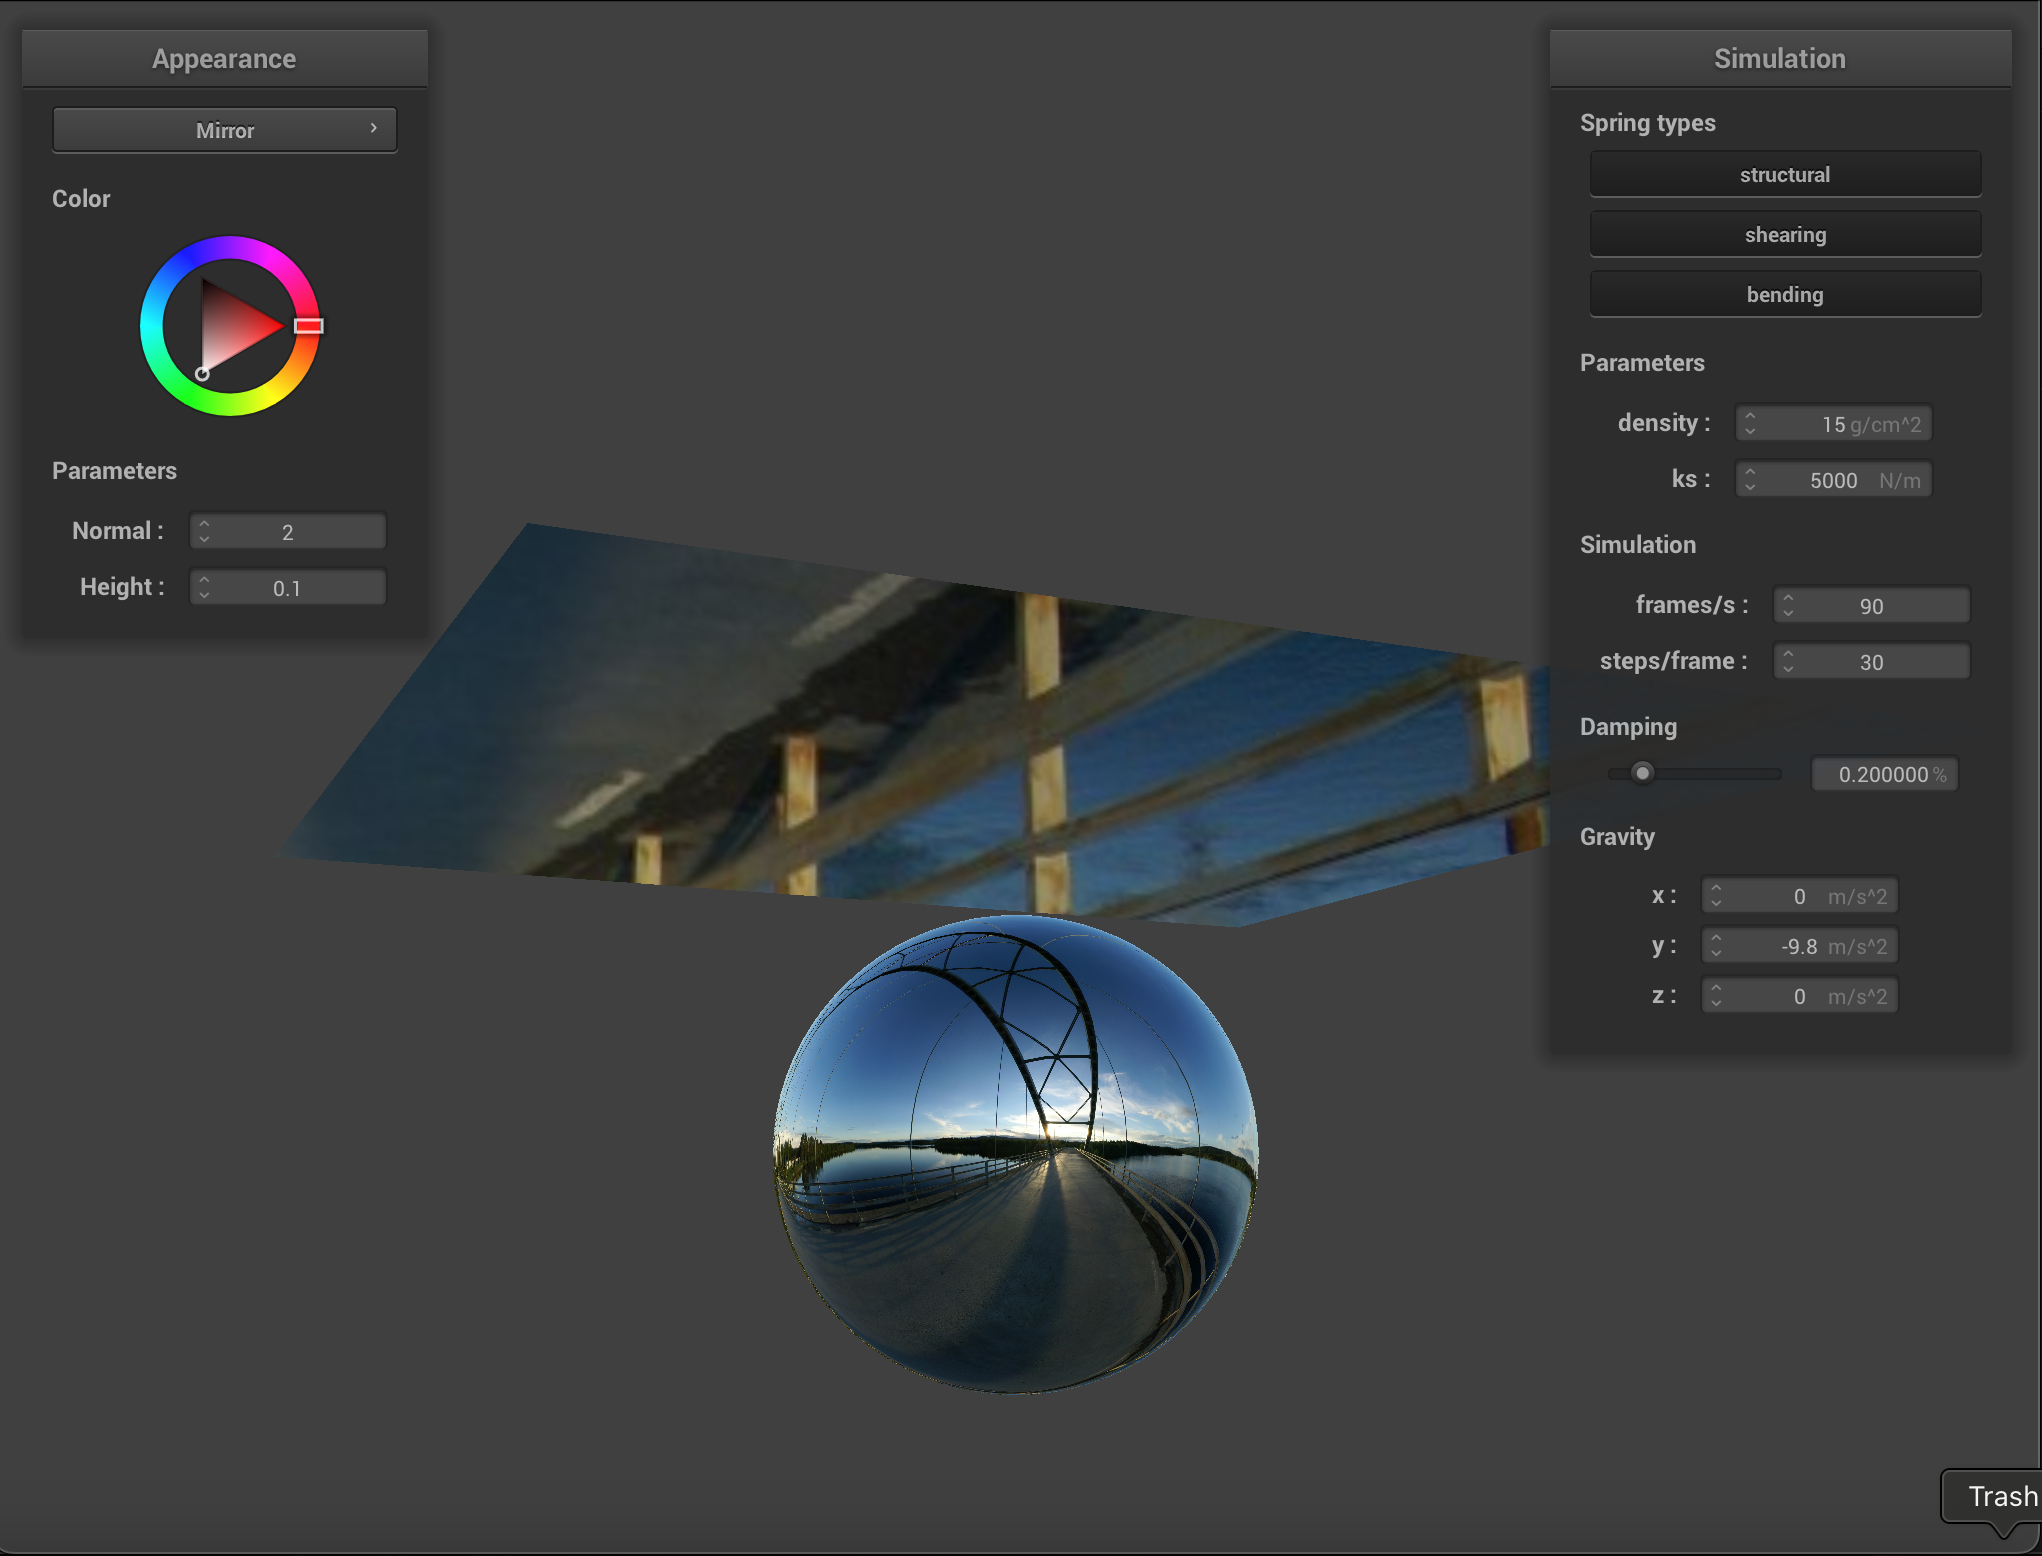 Appearance
Mirror
Color
Parameters
Normal : 2
Height : 0.1
Simulation
Spring types
structural
shearing
bending
Parameters
density : 15 g/cm^2
ks : 5000 N/m
Simulation
frames/s : 90
steps/frame : 30
Damping
0.200000 %
Gravity
x : 0 m/s^2
y : -9.8 m/s^2
z : 0 m/s^2
Trash